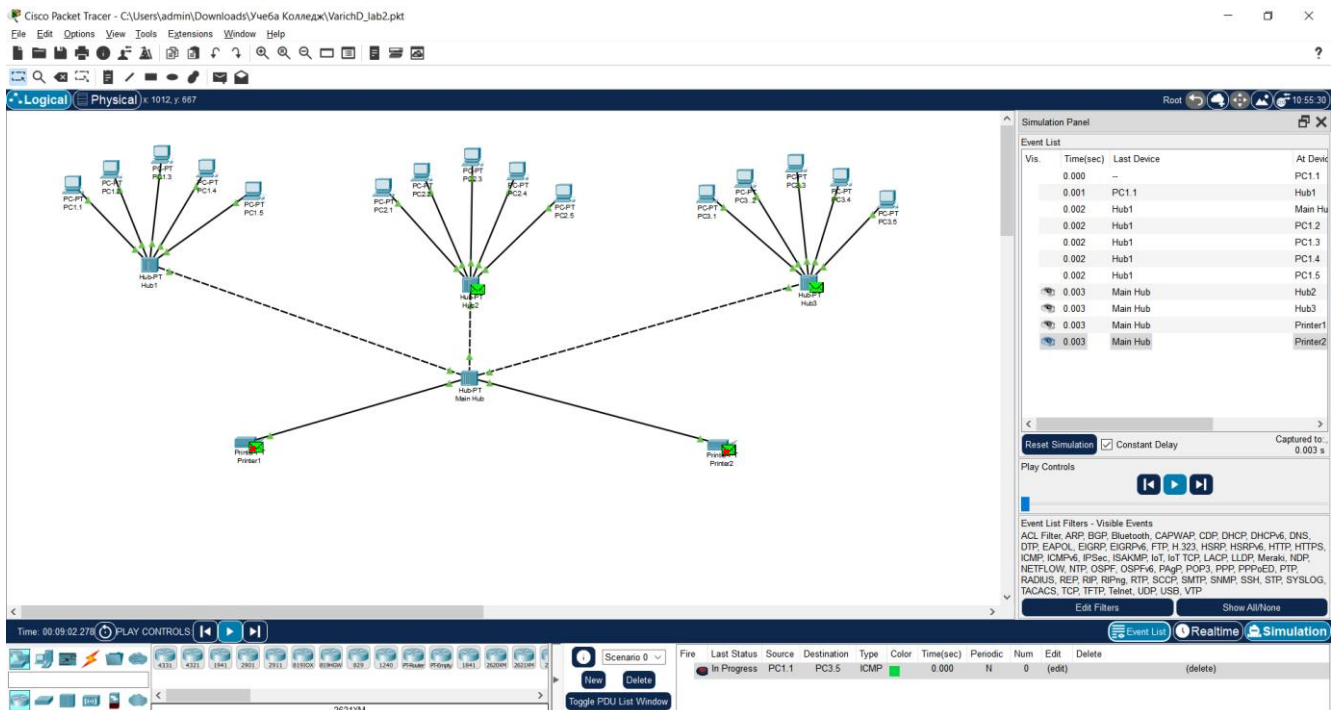 Cisco Packet Tracer - C:\Users\admin\Downloads\Учеба Колледж\VarichD_lab2.pkt
File Edit Options View Tools Extensions Window Help
?
Logical Physical x: 1012, y: 667 Root 10:55:30
PC-PT
PC1.1
PC-PT
PC-PT
PC1.3
PC-PT
PC1.4
PC-PT
PC1.5
Hub-PT
Hub1
PC-PT
PC2.1
PC-PT
PC2.2
PC-PT
PC2.3
PC-PT
PC2.4
PC-PT
PC2.5
Hub2
PC-PT
PC3.1
PC-PT
PC-PT
PC-PT
PC3.4
PC-PT
PC3.5
Hub3
Hub-PT
Main Hub
Printer1
Printer2
Simulation Panel
Event List
Vis. Time(sec) Last Device At Devic
0.000 -- PC1.1
0.001 PC1.1 Hub1
0.002 Hub1 Main Hu
0.002 Hub1 PC1.2
0.002 Hub1 PC1.3
0.002 Hub1 PC1.4
0.002 Hub1 PC1.5
0.003 Main Hub Hub2
0.003 Main Hub Hub3
0.003 Main Hub Printer1
0.003 Main Hub Printer2
Reset Simulation Constant Delay Captured to:
0.003 s
Play Controls
Event List Filters - Visible Events
ACL Filter, ARP, BGP, Bluetooth, CAPWAP, CDP, DHCP, DHCPv6, DNS,
DTP, EAPOL, EIGRP, EIGRPv6, FTP, H.323, HSRP, HSRPv6, HTTP, HTTPS,
ICMP, ICMPv6, IPSec, ISAKMP, IoT, IoT TCP, LACP, LLDP, Meraki, NDP,
NETFLOW, NTP, OSPF, OSPFv6, PAgP, POP3, PPP, PPPoED, PTP,
RADIUS, REP, RIP, RIPng, RTP, SCCP, SMTP, SNMP, SSH, STP, SYSLOG,
TACACS, TCP, TFTP, Telnet, UDP, USB, VTP
Edit Filters Show All/None
Time: 00:09:02.278 PLAY CONTROLS: Event List Realtime Simulation
4331 4321 1941 2901 2911 819IOX 819HGW 829 1240 PT-Router PT-Empty 1841 2620XM 2621XM 2
2621XM
Scenario 0
New Delete
Toggle PDU List Window
Fire Last Status Source Destination Type Color Time(sec) Periodic Num Edit Delete
In Progress PC1.1 PC3.5 ICMP 0.000 N 0 (edit) (delete)